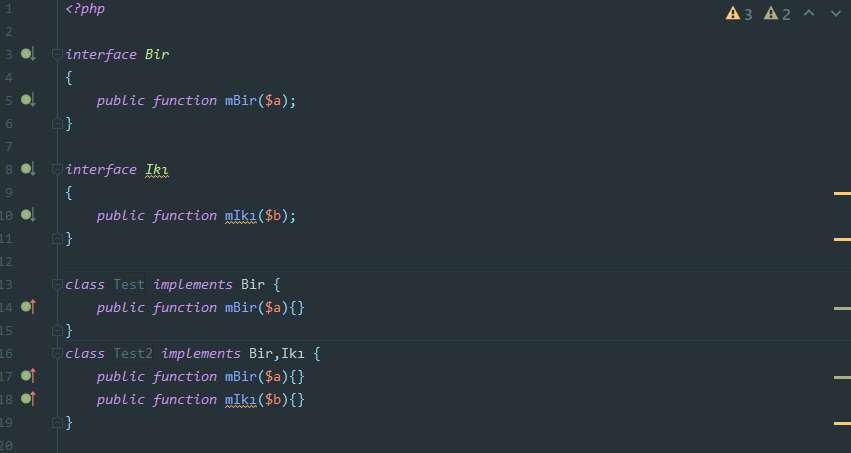 ⚠ 3 ⚠ 2
1 <?php
2
3 interface Bir
4 {
5 public function mBir($a);
6 }
7
8 interface Ikı
9 {
10 public function mIkı($b);
11 }
12
13 class Test implements Bir {
14 public function mBir($a){}
15 }
16 class Test2 implements Bir,Ikı {
17 public function mBir($a){}
18 public function mIkı($b){}
19 }
20